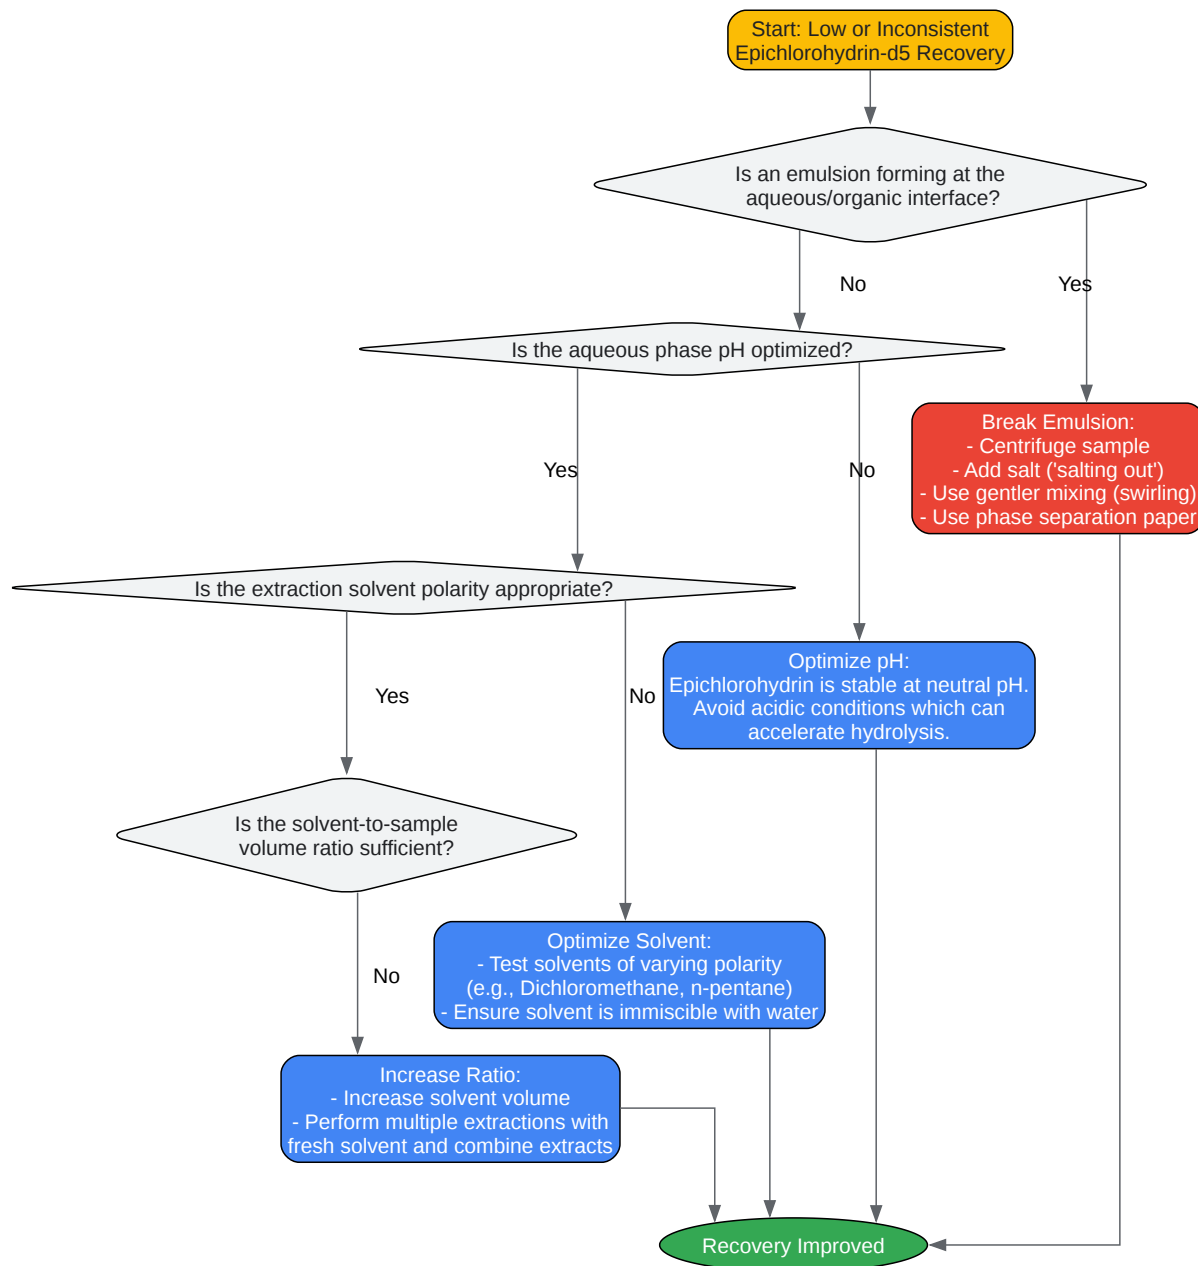 Start: Low or Inconsistent
Epichlorohydrin-d5 Recovery
Is an emulsion forming at the
aqueous/organic interface?
No
Yes
Is the aqueous phase pH optimized?
Break Emulsion:
- Centrifuge sample
- Add salt ('salting out')
- Use gentler mixing (swirling)
- Use phase separation paper
Yes
No
Is the extraction solvent polarity appropriate?
Optimize pH:
Epichlorohydrin is stable at neutral pH.
Avoid acidic conditions which can
accelerate hydrolysis.
Yes
No
Is the solvent-to-sample
volume ratio sufficient?
Optimize Solvent:
- Test solvents of varying polarity
(e.g., Dichloromethane, n-pentane)
- Ensure solvent is immiscible with water
No
Increase Ratio:
- Increase solvent volume
- Perform multiple extractions with
fresh solvent and combine extracts
Recovery Improved